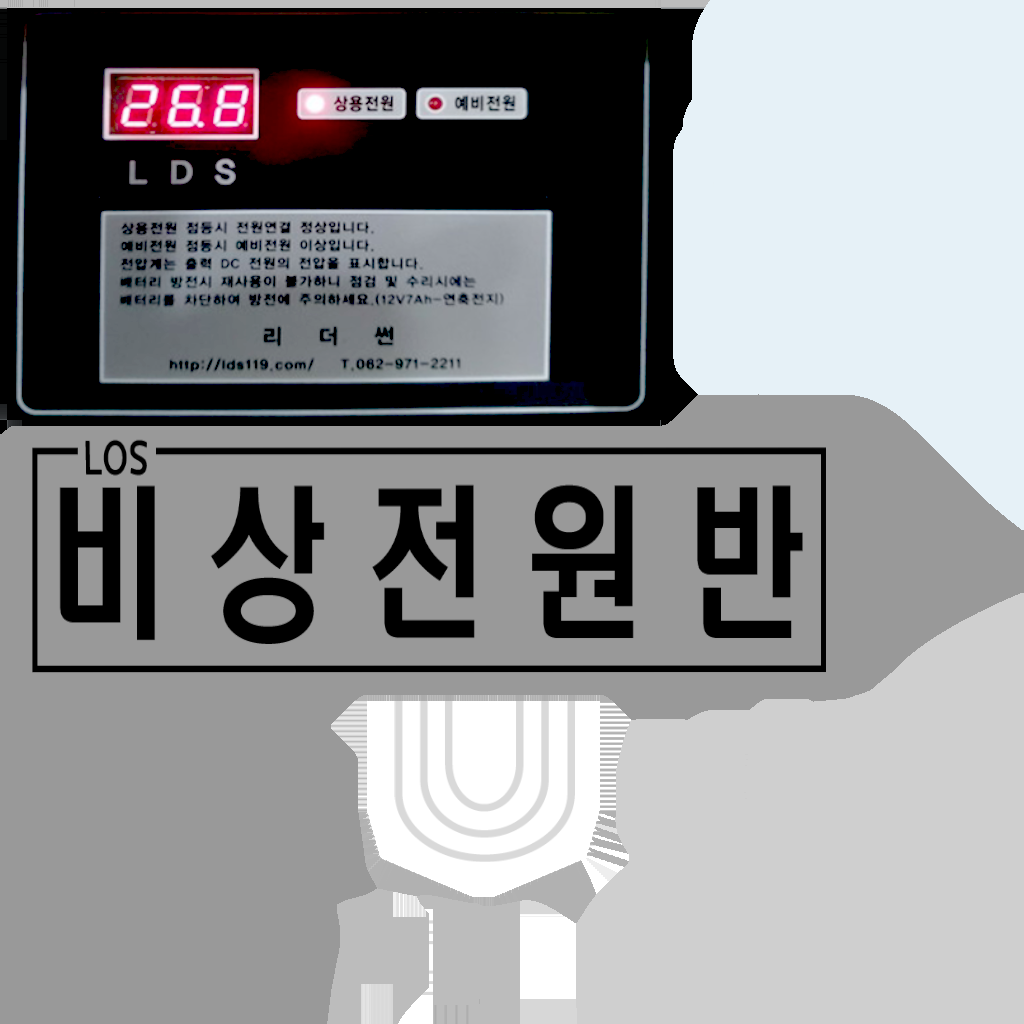 26.8
상용전원 예비전원
LDS
상용전원 점등시 전원연결 정상입니다.
예비전원 점등시 예비전원 이상입니다.
전압계는 출력 DC 전원의 전압을 표시합니다.
배터리 방전시 재사용이 불가하니 점검 및 수리시에는
배터리를 차단하여 방전에 주의하세요.(12V7Ah-연축전지)
리 더 썬
http://lds119.com/ T.062-971-2211
LOS
비상전원반